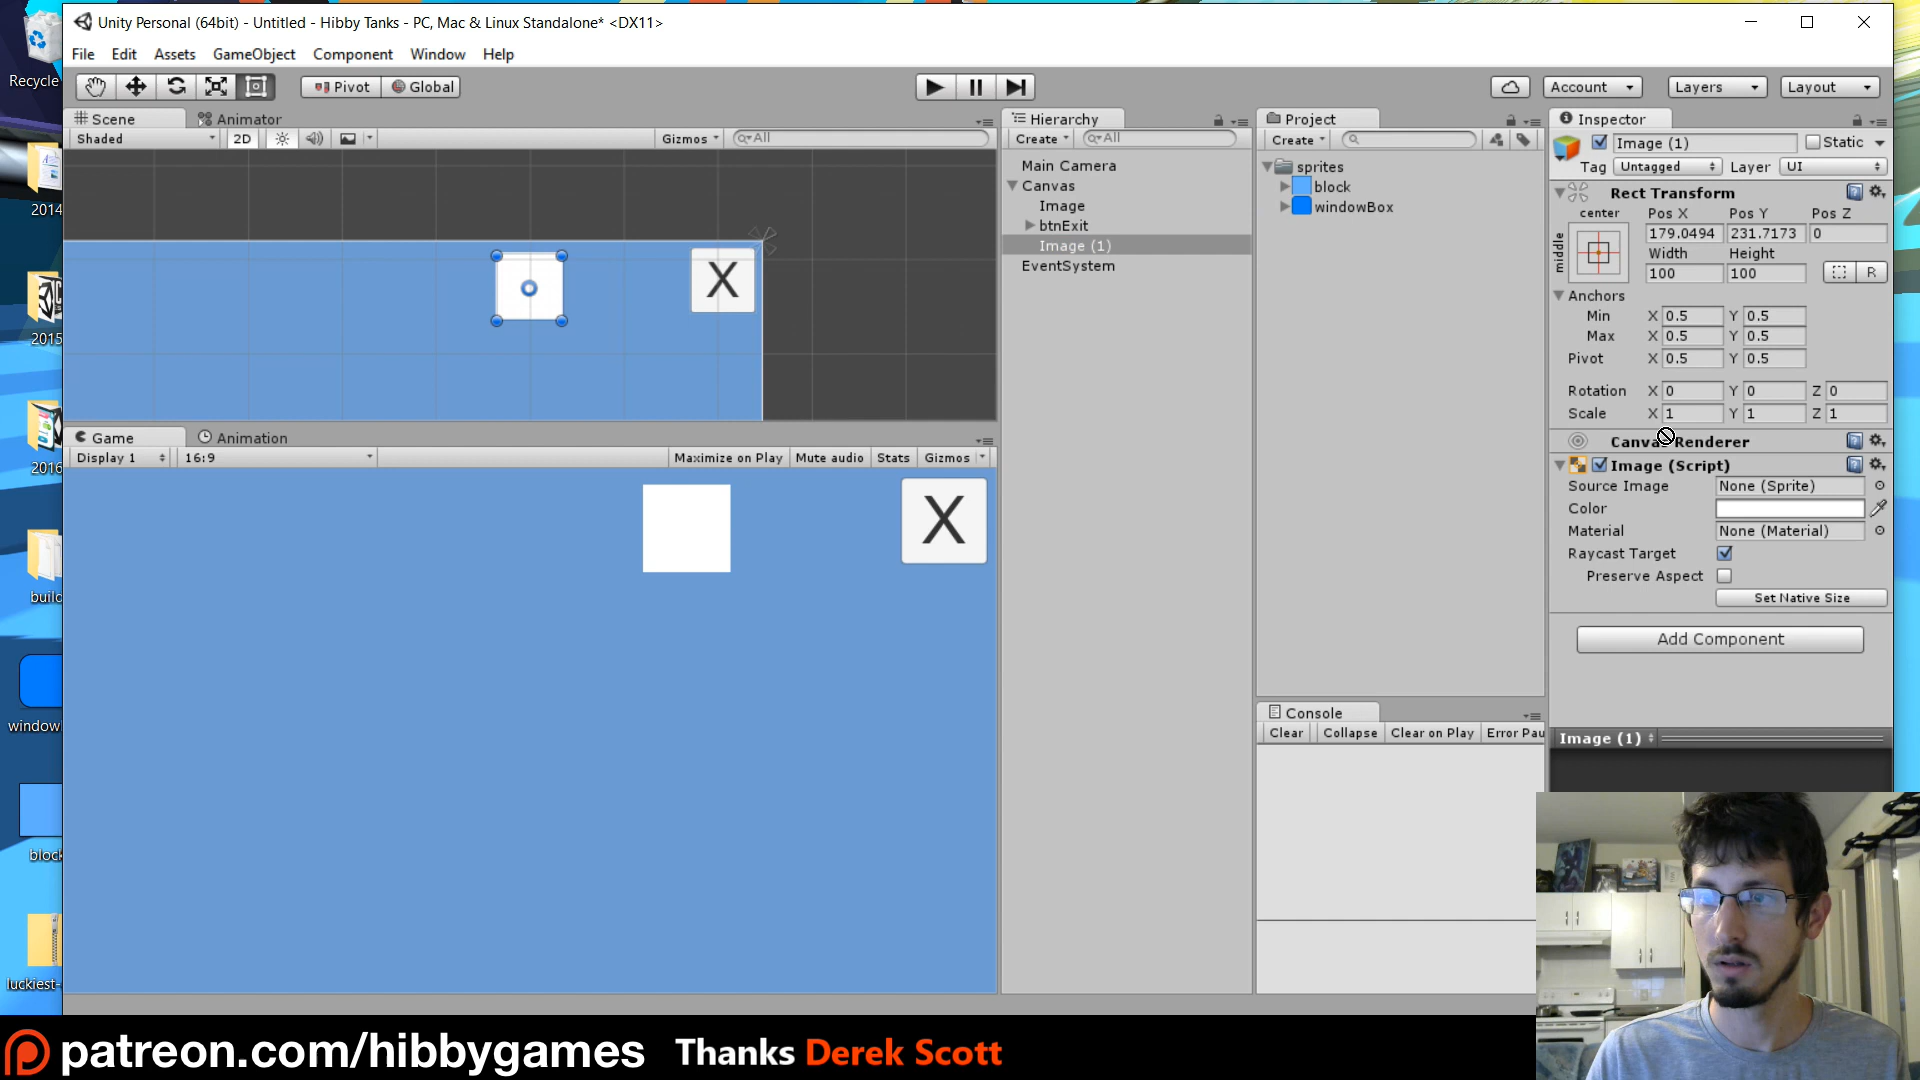 Unity Personal (64bit) - Untitled - Hibby Tanks - PC, Mac & Linux Standalone* <DX11>
File Edit Assets GameObject Component Window Help
Recycle
Pivot Global
Account Layers Layout
Scene Animator
Shaded 2D Gizmos All
Hierarchy
Create All
Main Camera
Canvas
Image
btnExit
Image (1)
EventSystem
Project
Create
sprites
block
windowBox
Inspector
Image (1) Static
Tag Untagged Layer UI
Rect Transform
center Pos X Pos Y Pos Z
middle 179.0494 231.7173 0
Width Height
100 100 R
Anchors
Min X 0.5 Y 0.5
Max X 0.5 Y 0.5
Pivot X 0.5 Y 0.5
Rotation X 0 Y 0 Z 0
Scale X 1 Y 1 Z 1
Renderer
Image (Script)
Source Image None (Sprite)
Color
Material None (Material)
Raycast Target
Preserve Aspect
Set Native Size
Add Component
Image (1)
X
Game Animation
Display 1 16:9 Maximize on Play Mute audio Stats Gizmos
X
Console
Clear Collapse Clear on Play Error Pau
2014
2015
2016
build
window
block
luckiest-
patreon.com/hibbygames Thanks Derek Scott